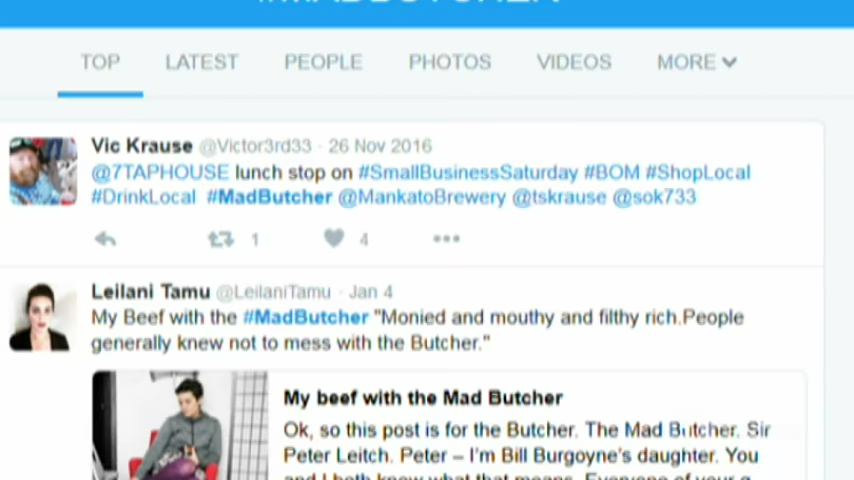 TOP LATEST PEOPLE PHOTOS VIDEOS MORE
Vic Krause @Victor3rd33 · 26 Nov 2016
@7TAPHOUSE lunch stop on #SmallBusinessSaturday #BOM #ShopLocal
#DrinkLocal #MadButcher @MankatoBrewery @tskrause @sok733
1 4
Leilani Tamu @LeilaniTamu · Jan 4
My Beef with the #MadButcher "Monied and mouthy and filthy rich.People
generally knew not to mess with the Butcher."
My beef with the Mad Butcher
Ok, so this post is for the Butcher. The Mad Butcher. Sir
Peter Leitch. Peter – I'm Bill Burgoyne's daughter. You